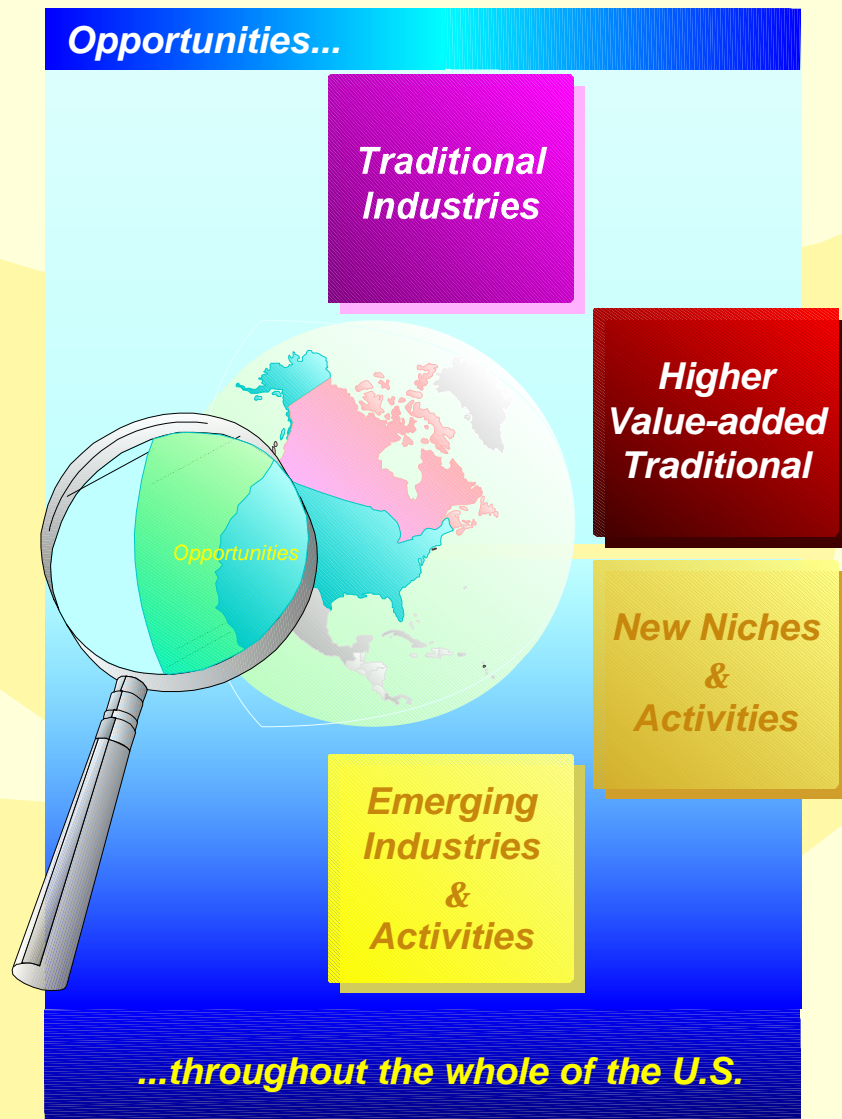 Opportunities...
Traditional
Industries
Higher
Value-added
Traditional
Opportunities
New Niches
&
Activities
Emerging
Industries
&
Activities
...throughout the whole of the U.S.